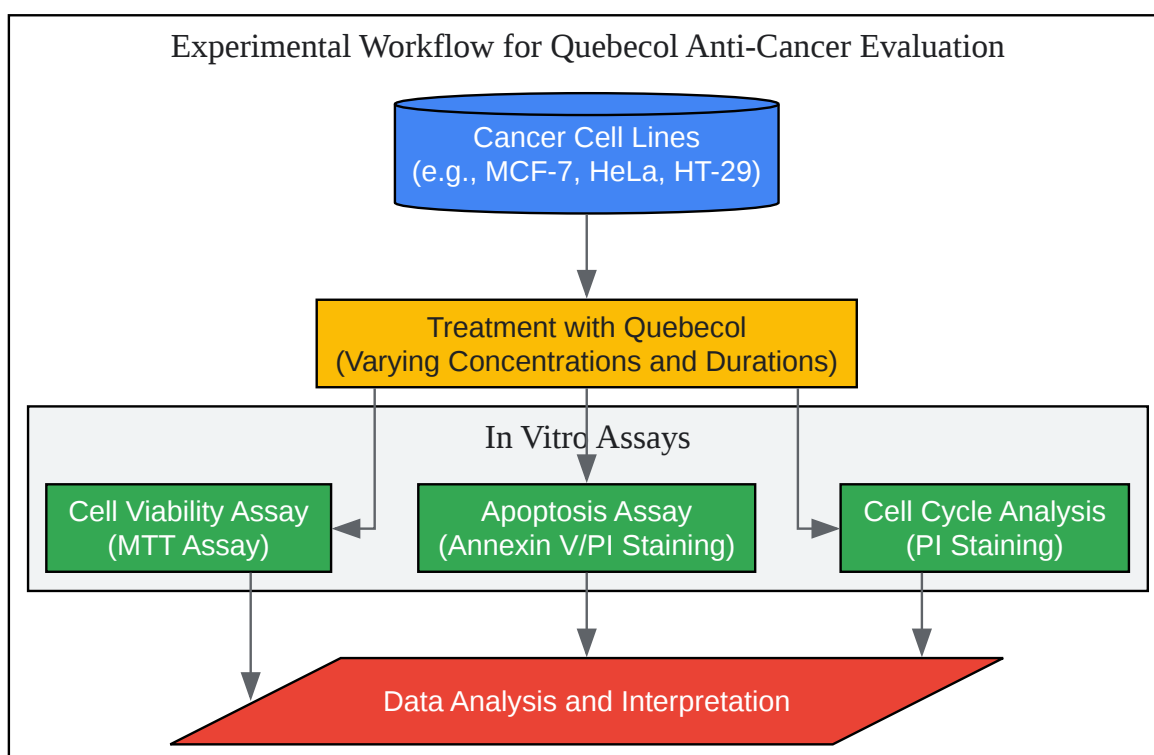 Experimental Workflow for Quebecol Anti-Cancer Evaluation
Cancer Cell Lines
(e.g., MCF-7, HeLa, HT-29)
Treatment with Quebecol
(Varying Concentrations and Durations)
In Vitro Assays
Cell Viability Assay
(MTT Assay)
Apoptosis Assay
(Annexin V/PI Staining)
Cell Cycle Analysis
(PI Staining)
Data Analysis and Interpretation